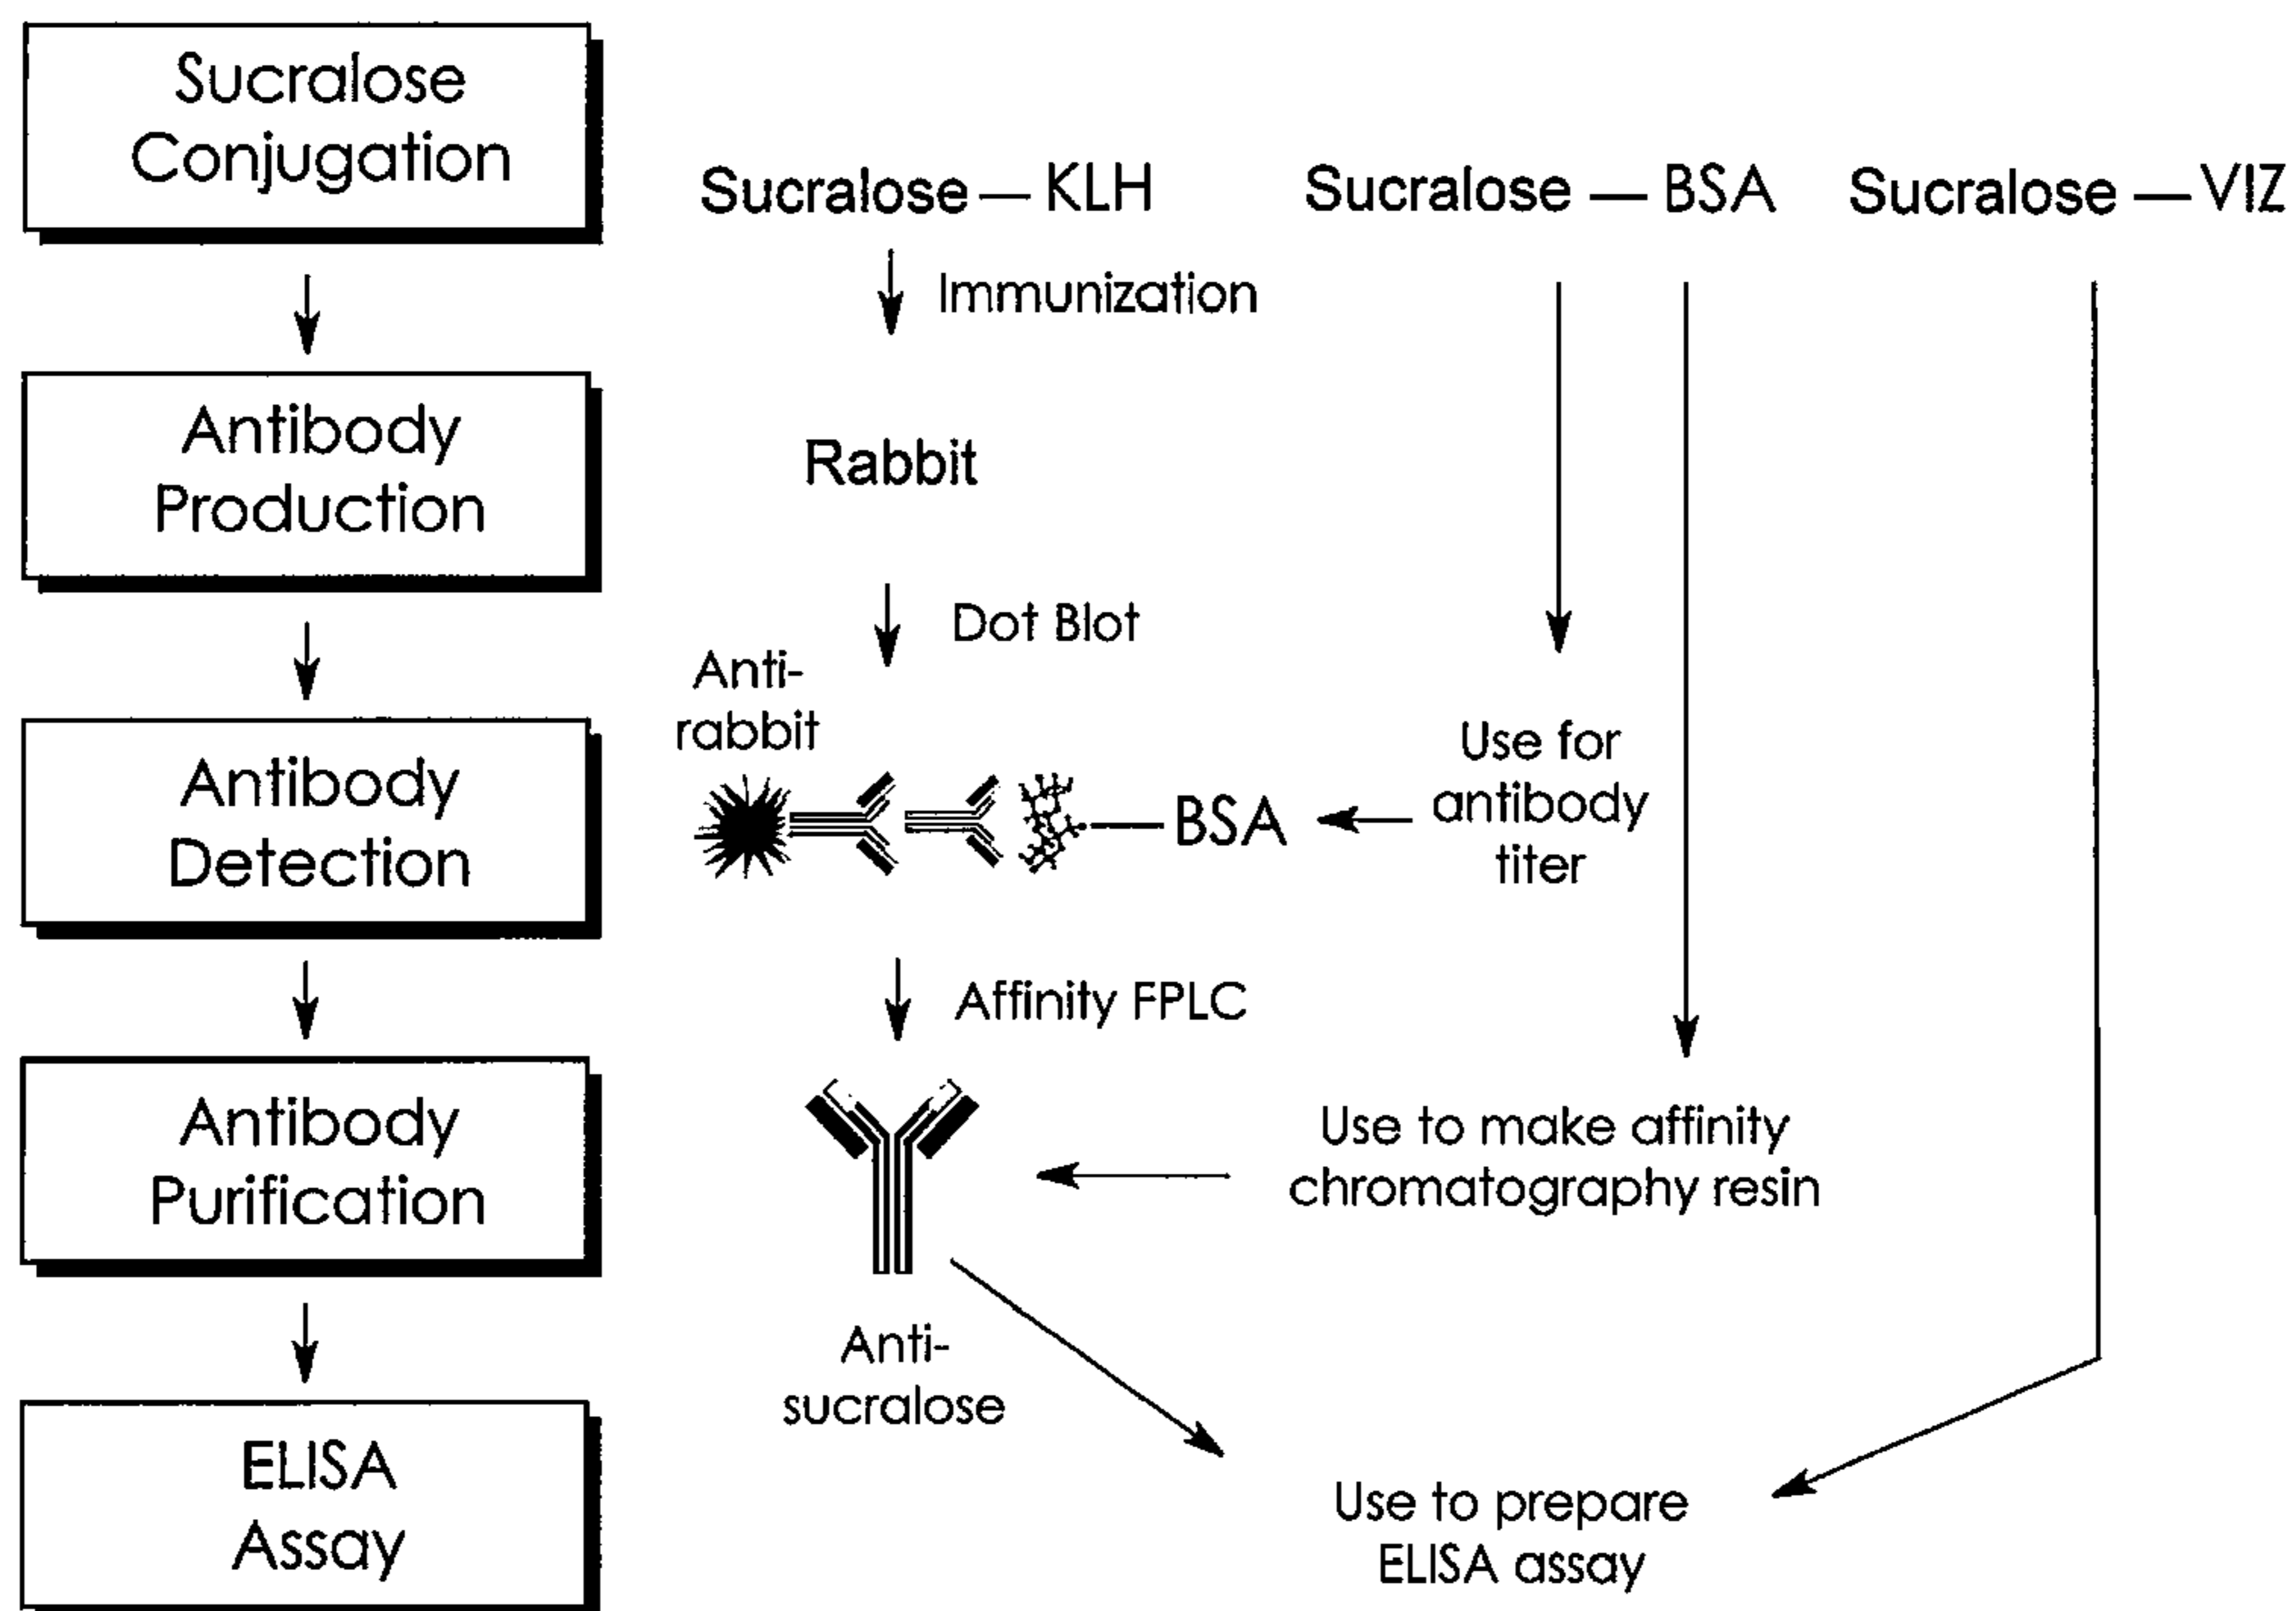 Sucralose
Conjugation
Sucralose — KLH
Sucralose — BSA
Sucralose — VIZ
Immunization
Antibody
Production
Rabbit
Dot Blot
Anti-
rabbit
Antibody
Detection
BSA
Use for
antibody
titer
Affinity FPLC
Antibody
Purification
Use to make affinity
chromatography resin
Anti-
sucralose
ELISA
Assay
Use to prepare
ELISA assay